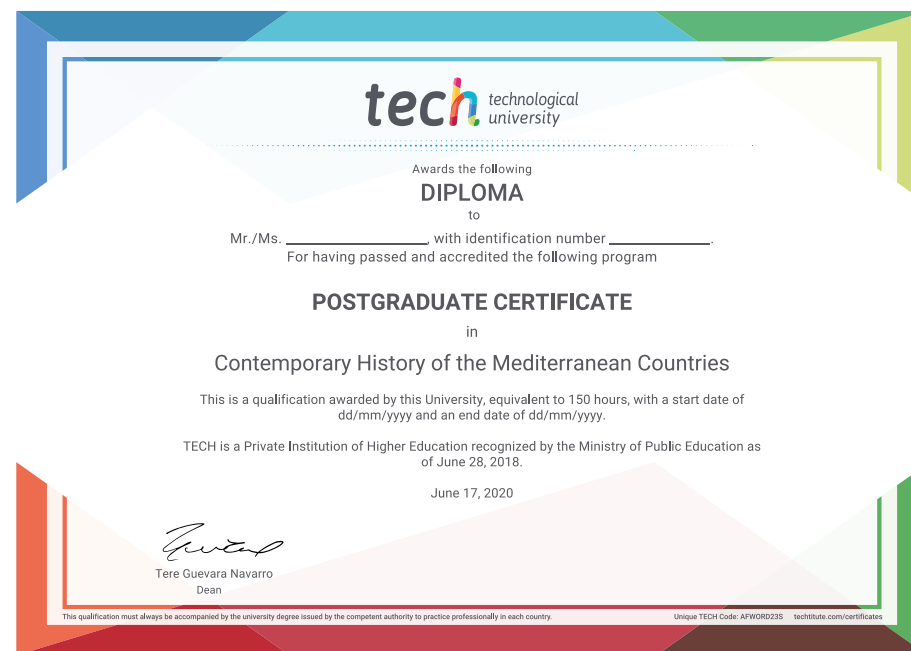 tech technological
university
Awards the following
DIPLOMA
to
Mr./Ms. ____________________, with identification number ______________.
For having passed and accredited the following program
POSTGRADUATE CERTIFICATE
in
Contemporary History of the Mediterranean Countries
This is a qualification awarded by this University, equivalent to 150 hours, with a start date of
dd/mm/yyyy and an end date of dd/mm/yyyy.
TECH is a Private Institution of Higher Education recognized by the Ministry of Public Education as
of June 28, 2018.
June 17, 2020
Tere Guevara Navarro
Dean
This qualification must always be accompanied by the university degree issued by the competent authority to practice professionally in each country. Unique TECH Code: AFWORD23S techtitute.com/certificates